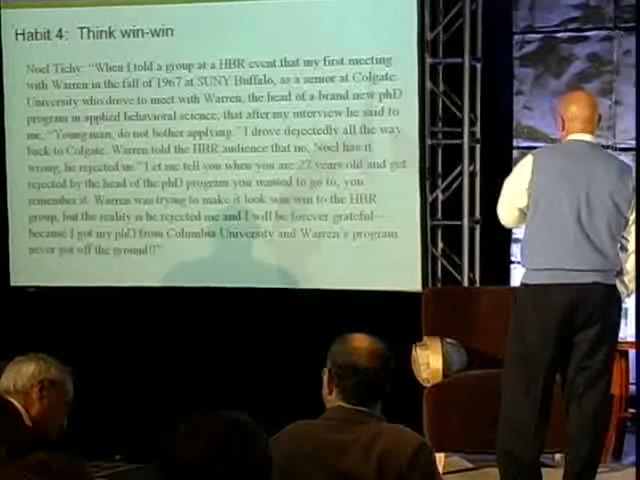 Habit 4: Think win-win
Noel Tichy: "When I told a group at a HBR event that my first meeting
with Warren in the fall of 1967 at SUNY Buffalo, as a senior at Colgate
University who drove to meet with Warren, the head of a brand new phD
program in applied behavioral science, that after my interview he said to
me, "Young man, do not bother applying." I drove dejectedly all the way
back to Colgate. Warren told the HBR audience that no, Noel has it
wrong, he rejected us." Let me tell you when you are 22 years old and get
rejected by the head of the phD program you wanted to go to, you
remember it. Warren was trying to make it look win win to the HBR
group, but the reality is he rejected me and I will be forever grateful—
because I got my phD from Columbia University and Warren's program
never got off the ground!!"